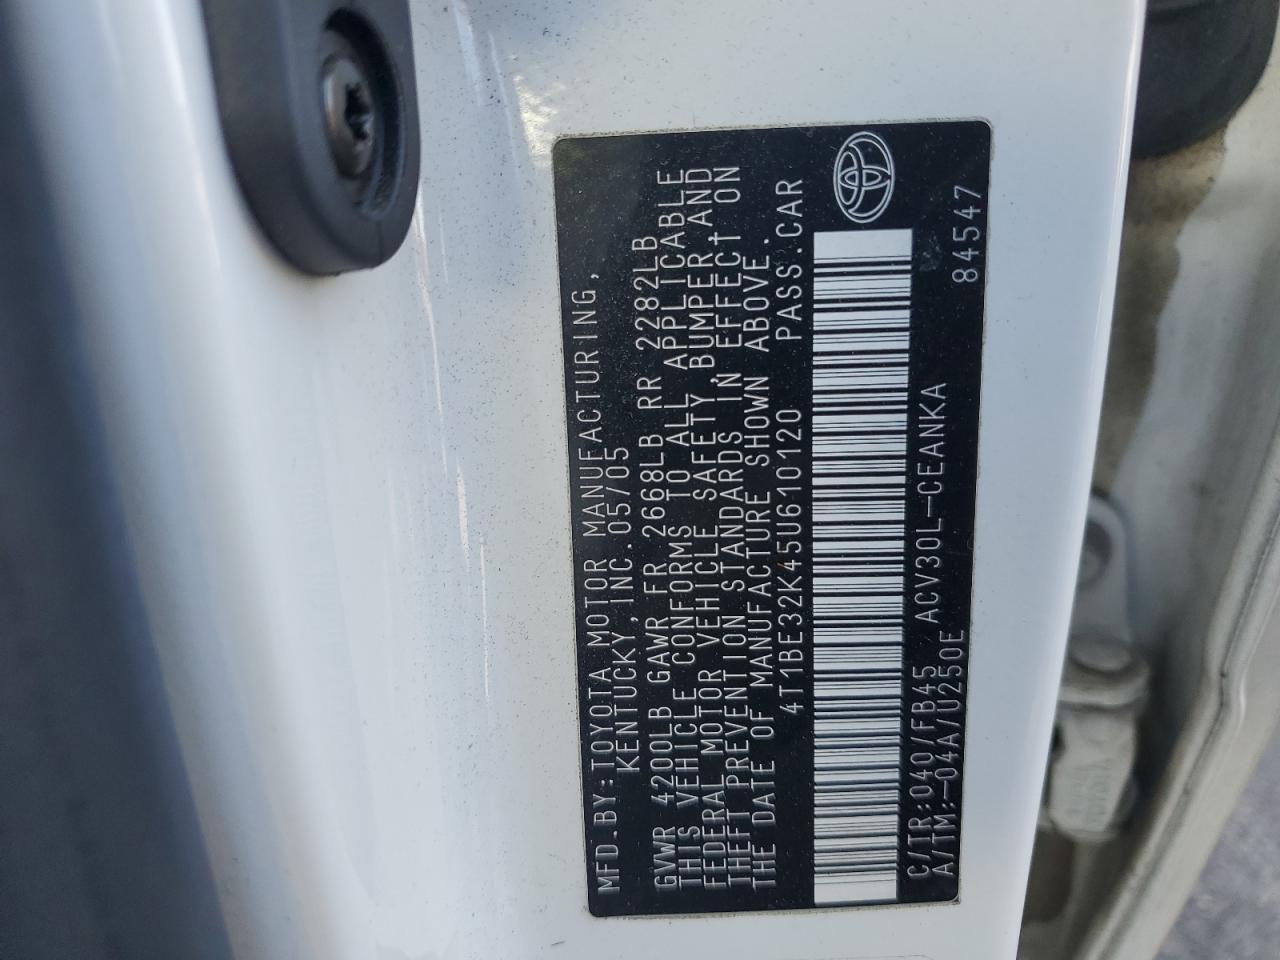 MFD.BY:TOYOTA MOTOR MANUFACTURING,
KENTUCKY,INC.05/05
GVWR 4200LB GAWR FR 2668LB RR 2282LB
THIS VEHICLE CONFORMS TO ALL APPLICABLE
FEDERAL MOTOR VEHICLE SAFETY,BUMPER,AND
THEFT PREVENTION STANDARDS IN EFFECT ON
THE DATE OF MANUFACTURE SHOWN ABOVE.
4T1BE32K45U610120 PASS.CAR
C/TR:040/FB45 ACV30L-CEANKA
A/TM:-04A/U250E 84547